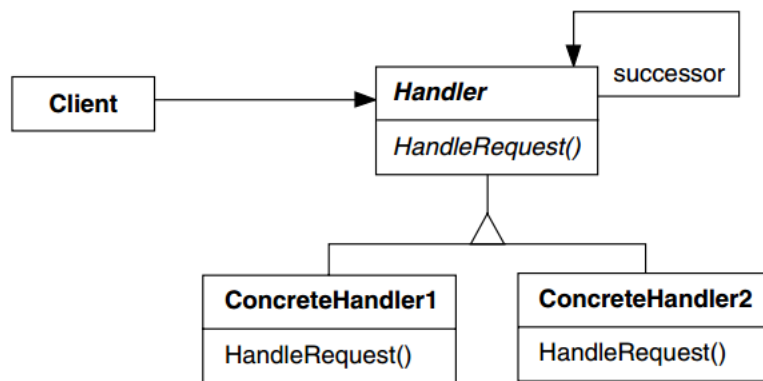 successor
Client
Handler
HandleRequest()
ConcreteHandler1
ConcreteHandler2
HandleRequest()
HandleRequest()